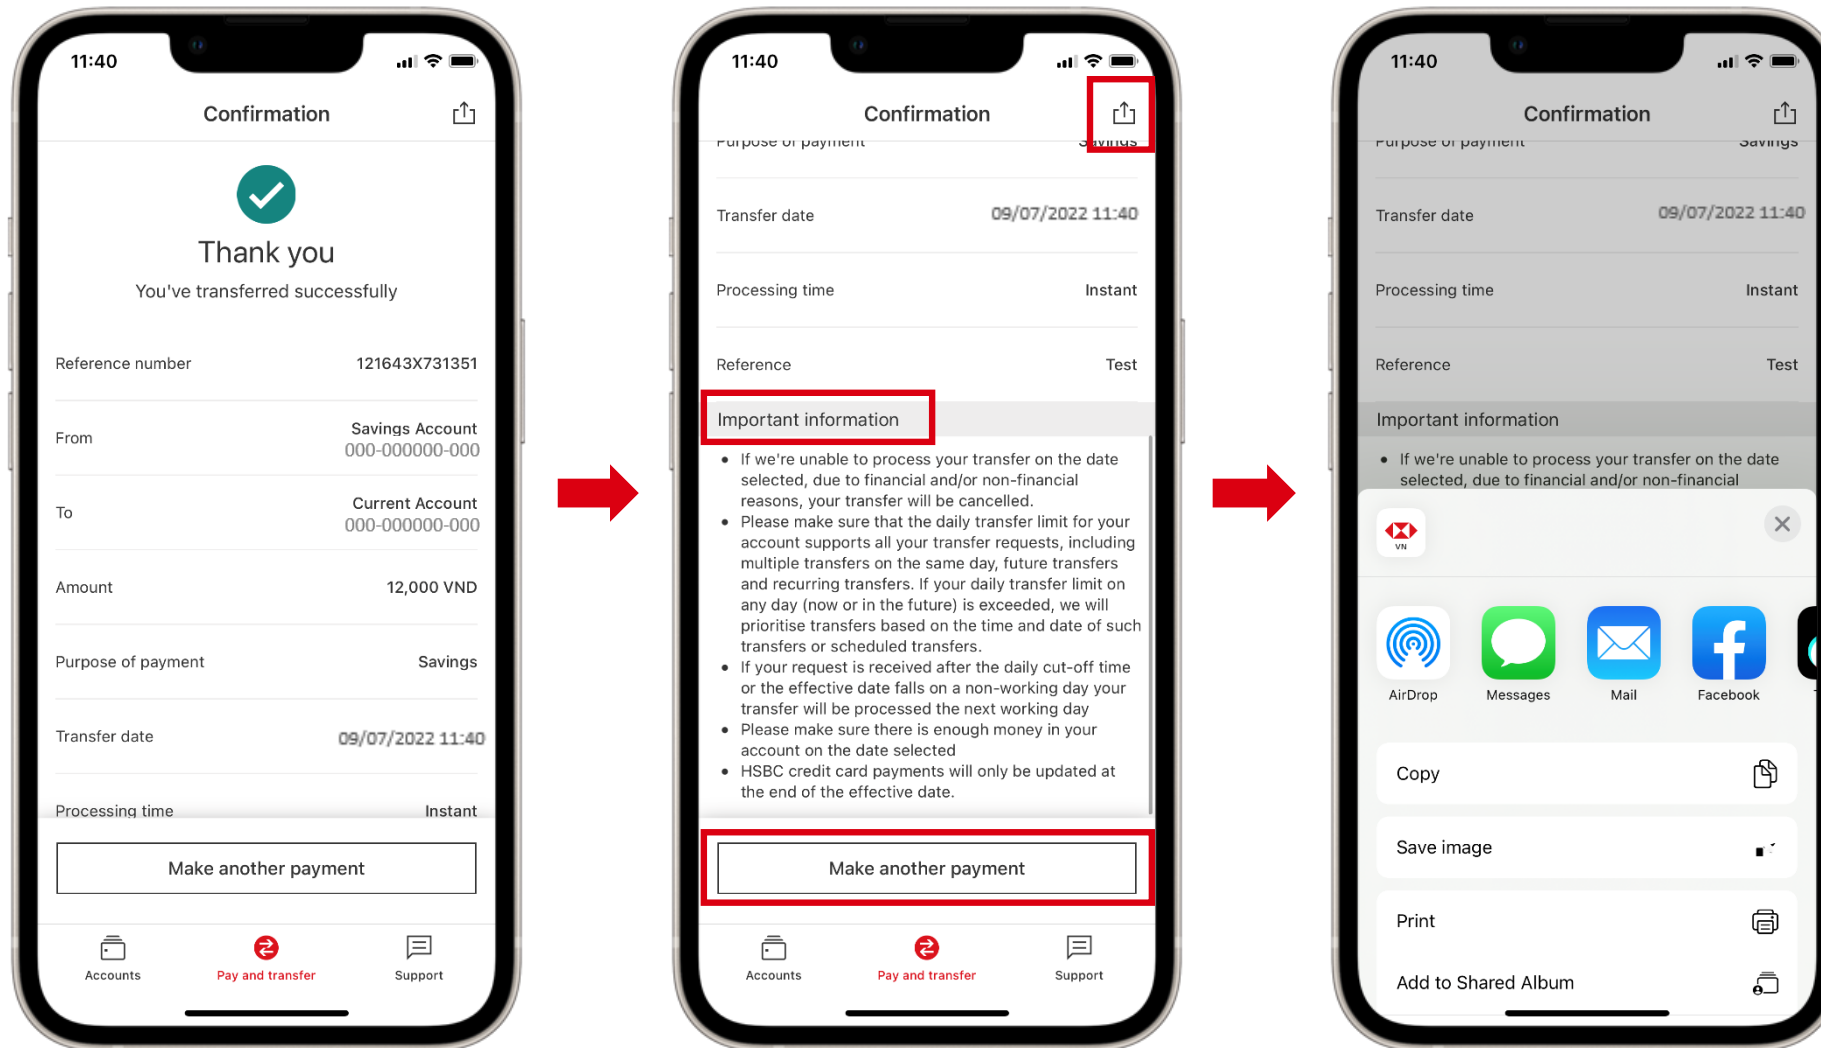 11:40
Confirmation
Thank you
You've transferred successfully
Reference number 121643X731351
From Savings Account
000-000000-000
To Current Account
000-000000-000
Amount 12,000 VND
Purpose of payment Savings
Transfer date 09/07/2022 11:40
Processing time Instant
Make another payment
Accounts Pay and transfer Support
11:40
Confirmation
Purpose of payment Savings
Transfer date 09/07/2022 11:40
Processing time Instant
Reference Test
Important information
• If we're unable to process your transfer on the date
selected, due to financial and/or non-financial
reasons, your transfer will be cancelled.
• Please make sure that the daily transfer limit for your
account supports all your transfer requests, including
multiple transfers on the same day, future transfers
and recurring transfers. If your daily transfer limit on
any day (now or in the future) is exceeded, we will
prioritise transfers based on the time and date of such
transfers or scheduled transfers.
• If your request is received after the daily cut-off time
or the effective date falls on a non-working day your
transfer will be processed the next working day
• Please make sure there is enough money in your
account on the date selected
• HSBC credit card payments will only be updated at
the end of the effective date.
Make another payment
Accounts Pay and transfer Support
11:40
Confirmation
Purpose of payment Savings
Transfer date 09/07/2022 11:40
Processing time Instant
Reference Test
Important information
• If we're unable to process your transfer on the date
selected, due to financial and/or non-financial
VN
AirDrop Messages Mail Facebook
Copy
Save image
Print
Add to Shared Album